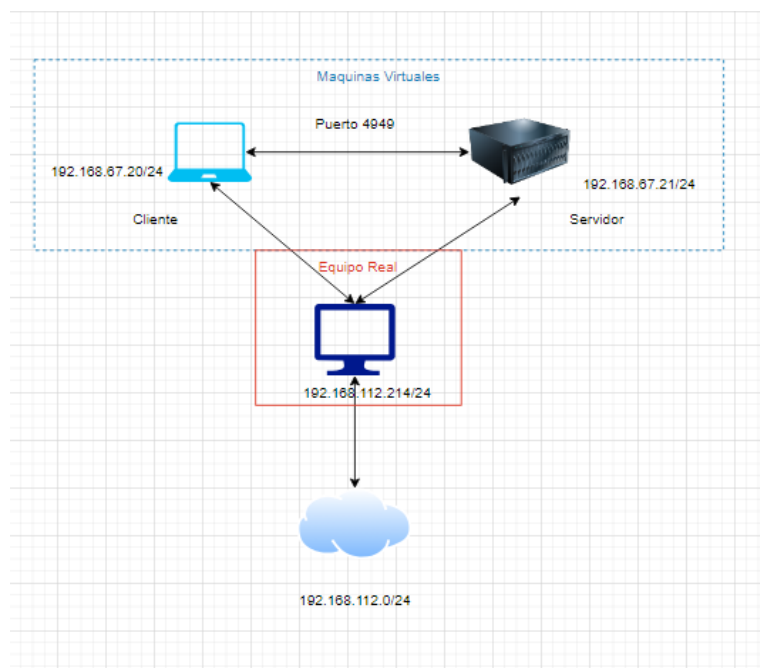 Maquinas Virtuales
Puerto 4949
192.168.67.20/24
192.168.67.21/24
Cliente
Servidor
Equipo Real
192.168.112.214/24
192.168.112.0/24